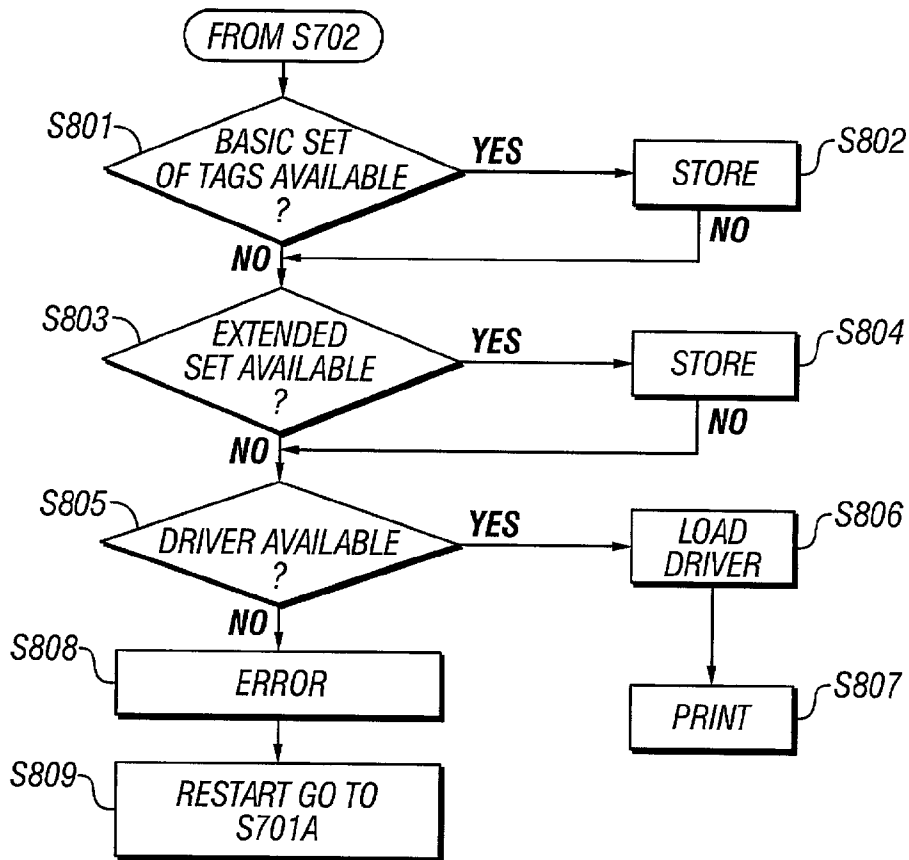 FROM S702
S801
BASIC SET
OF TAGS AVAILABLE
?
YES
STORE
S802
NO
NO
S803
EXTENDED
SET AVAILABLE
?
YES
STORE
S804
NO
NO
S805
DRIVER AVAILABLE
?
YES
LOAD
DRIVER
S806
NO
S808
ERROR
PRINT
S807
S809
RESTART GO TO
S701A